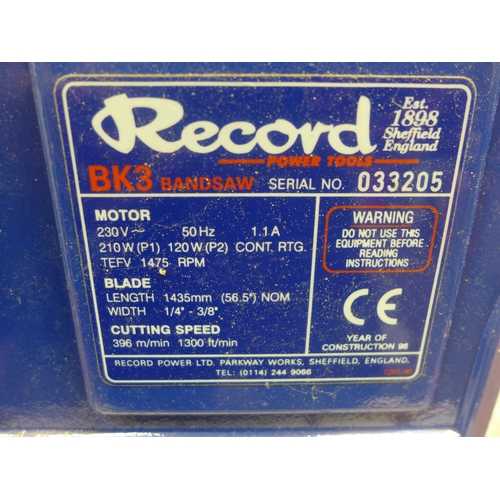 Record
POWER TOOLS
Est.
1898
Sheffield
England
BK3 BANDSAW SERIAL NO. 033205
MOTOR
230V~ 50Hz 1.1A
210W(P1) 120W(P2) CONT. RTG.
TEFV 1475 RPM
BLADE
LENGTH 1435mm (56.5") NOM
WIDTH 1/4" - 3/8"
CUTTING SPEED
396 m/min 1300 ft/min
WARNING
DO NOT USE THIS
EQUIPMENT BEFORE
READING
INSTRUCTIONS
CE
YEAR OF
CONSTRUCTION 96
RECORD POWER LTD. PARKWAY WORKS, SHEFFIELD, ENGLAND.
TEL: (0114) 244 9066